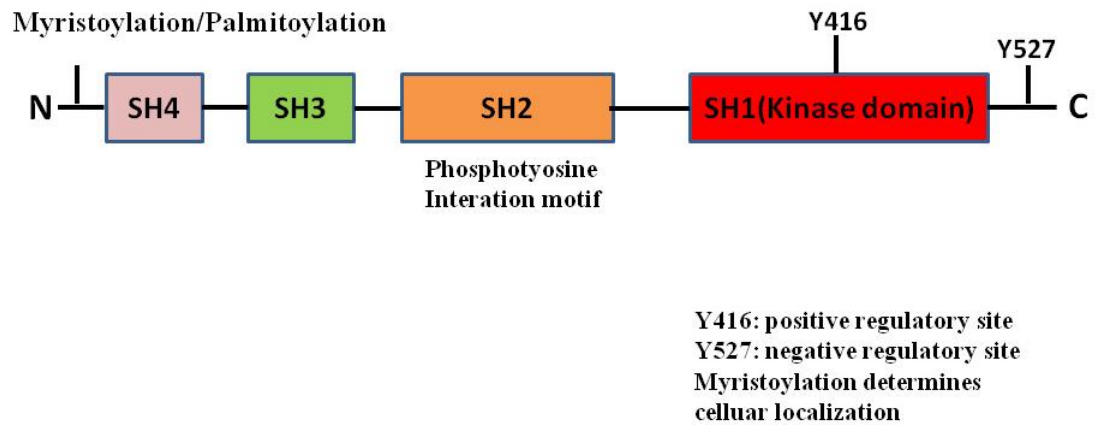 Myristoylation/Palmitoylation
Y416
Y527
N
SH4
SH3
SH2
SH1(Kinase domain)
C
Phosphotyosine
Interation motif
Y416: positive regulatory site
Y527: negative regulatory site
Myristoylation determines
celluar localization